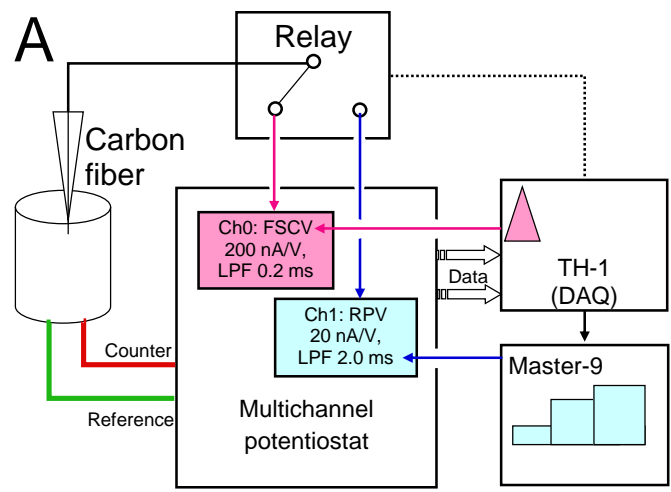 A
Relay
Carbon
fiber
Ch0: FSCV
200 nA/V,
LPF 0.2 ms
Data
TH-1
(DAQ)
Ch1: RPV
20 nA/V,
LPF 2.0 ms
Counter
Reference
Multichannel
potentiostat
Master-9